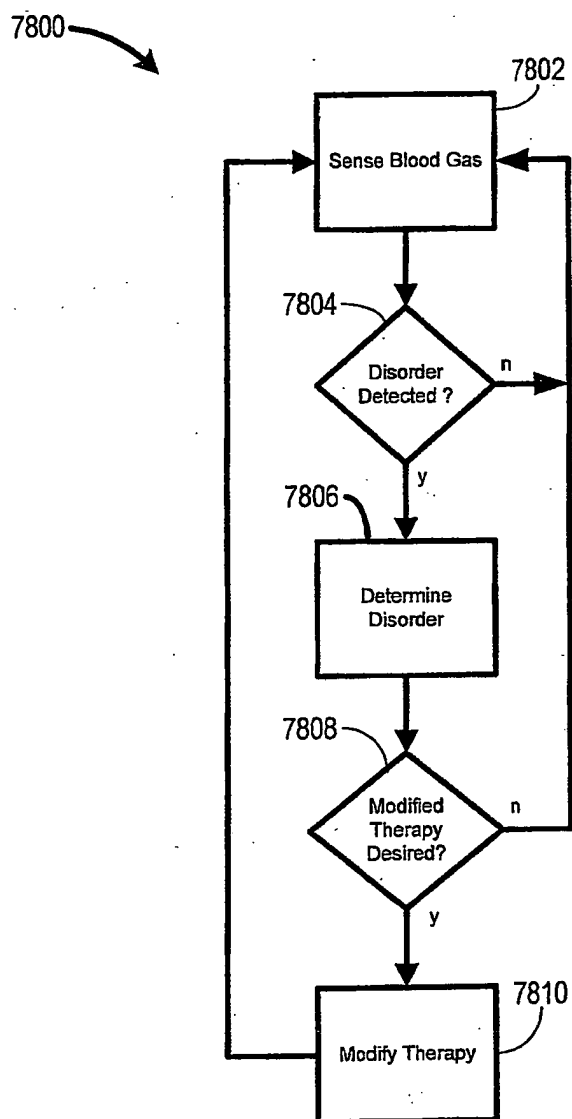 7800
7802
Sense Blood Gas
7804
Disorder
Detected ?
n
y
7806
Determine
Disorder
7808
Modified
Therapy
Desired?
n
y
7810
Modify Therapy